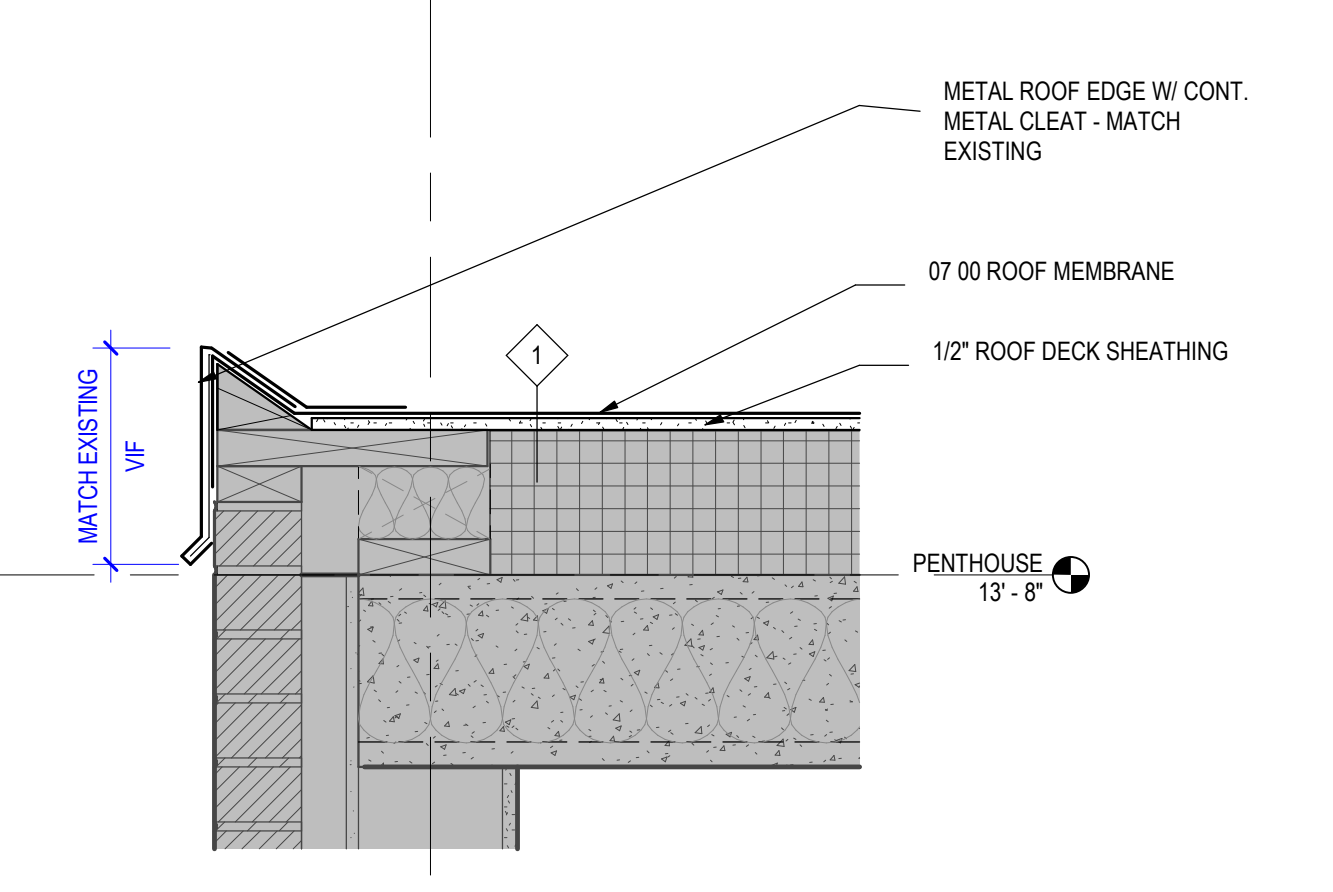 METAL ROOF EDGE W/ CONT.
METAL CLEAT - MATCH
EXISTING
07 00 ROOF MEMBRANE
1/2" ROOF DECK SHEATHING
1
MATCH EXISTING
VIF
PENTHOUSE
13' - 8"